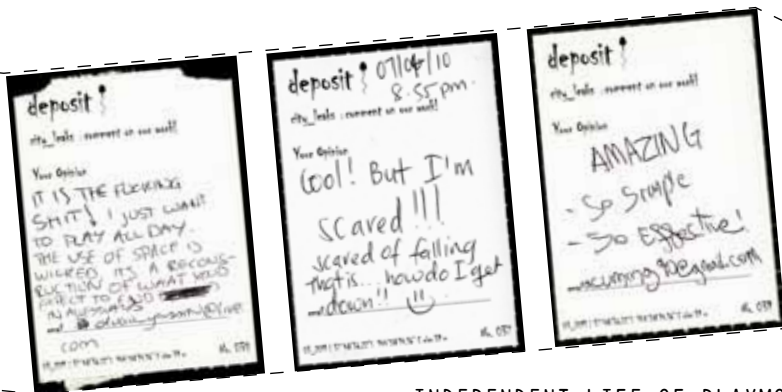 deposit
city_leaks : comment on our work!
Your Opinion
IT IS THE FUCKING
SHIT! I JUST WANT
TO PLAY ALL DAY.
THE USE OF SPACE IS
WICKED. ITS A RECONS-
RUCTION OF WHAT YOU'D
EXPECT TO FIND
IN
com
deposit 07/04/10
8.55 pm.
city_leaks : comment on our work!
Your Opinion
Cool! But I'm
scared !!!
scared of falling
that is... how do I get
down!!
deposit
city_leaks : comment on our work!
Your Opinion
AMAZING
- So Simple
- So Effective!
INDEPENDENT LIFE OF